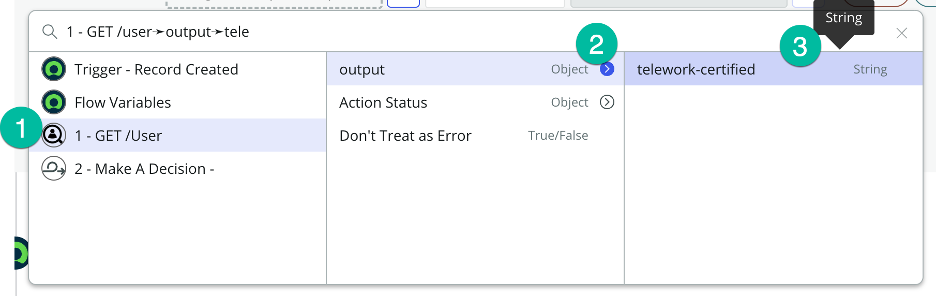 String
1 - GET /user→output→tele
1
Trigger - Record Created
Flow Variables
1 - GET /User
2 - Make A Decision -
2
output Object
Action Status Object
Don't Treat as Error True/False
3
telework-certified String